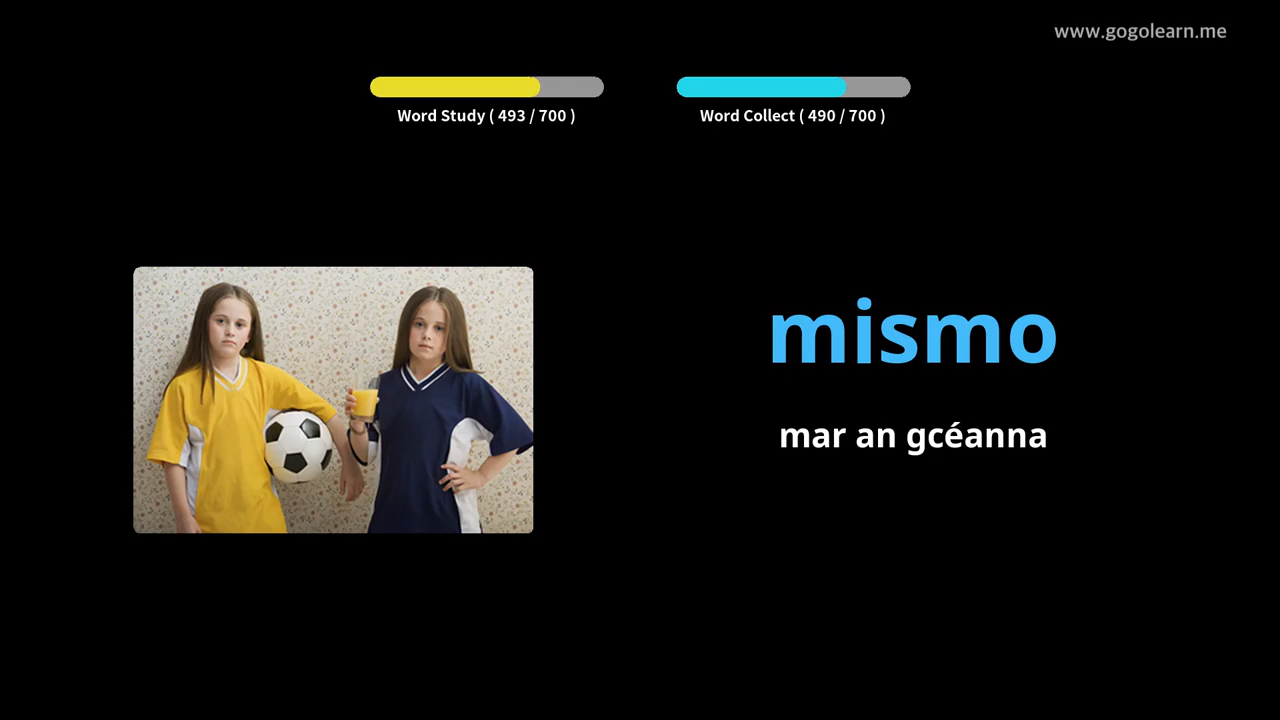 www.gogolearn.me
Word Study ( 493 / 700 )
Word Collect ( 490 / 700 )
mismo
mar an gcéanna